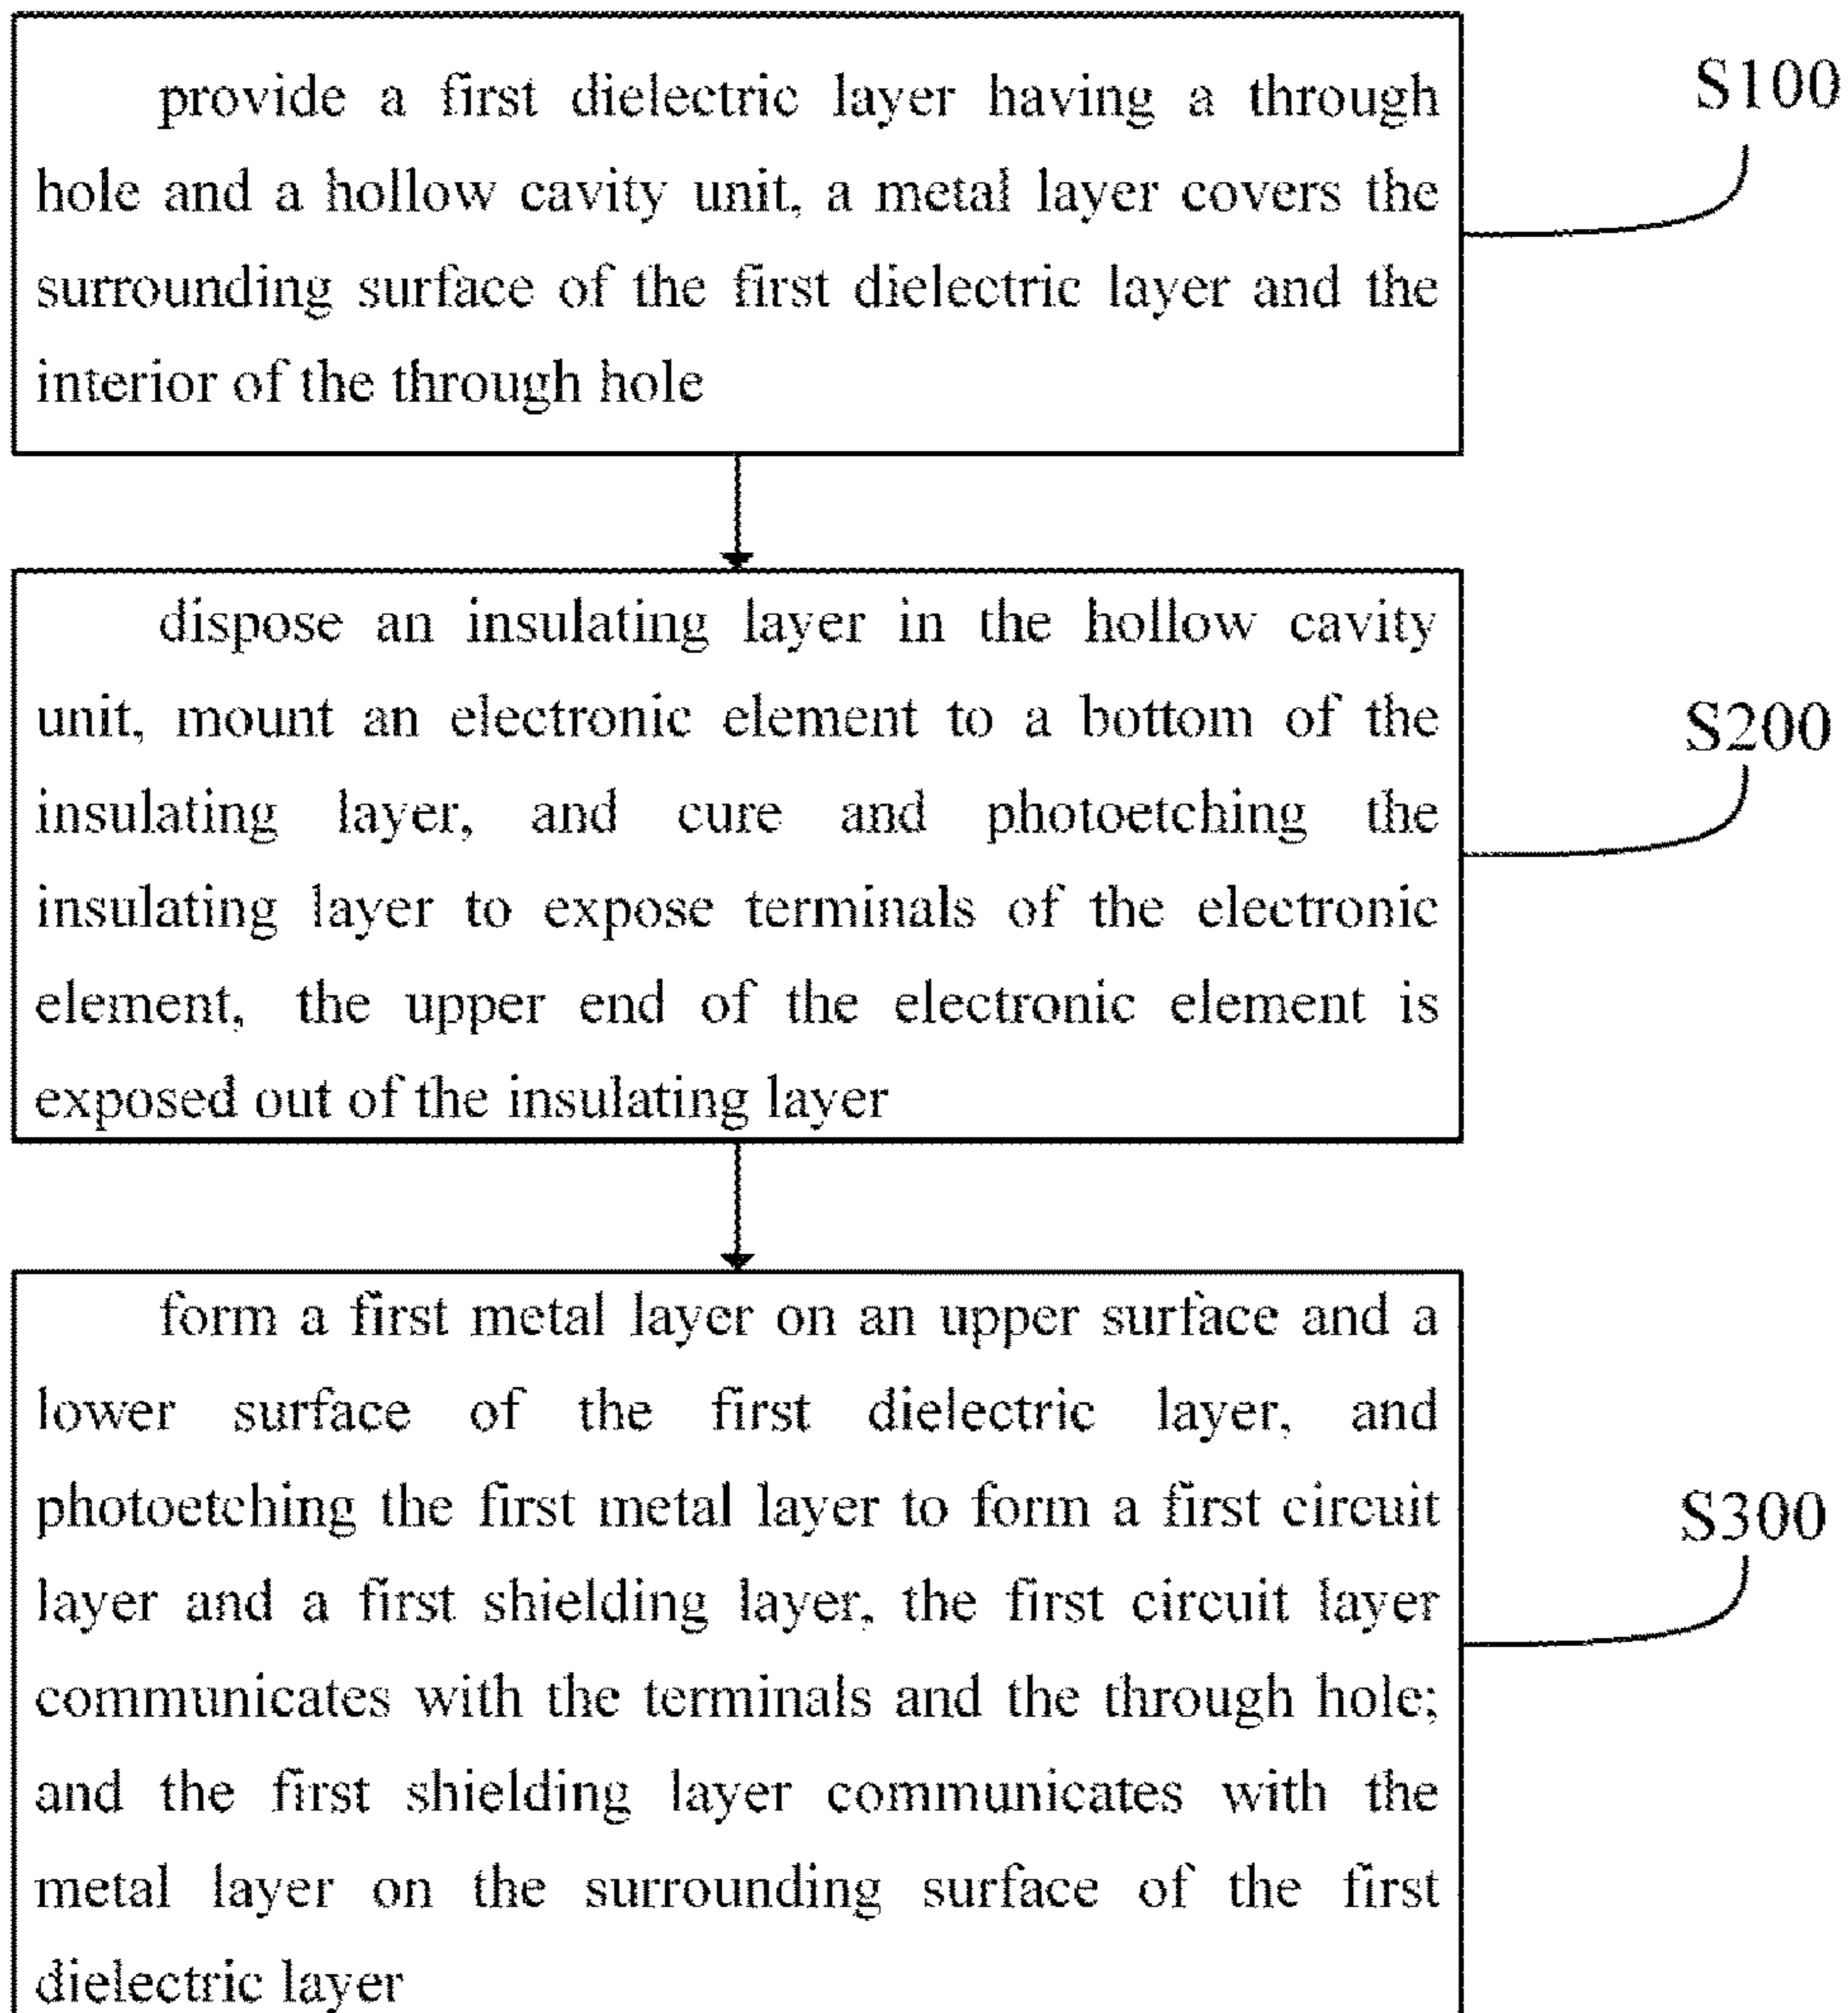 provide a first dielectric layer having a through
hole and a hollow cavity unit, a metal layer covers the
surrounding surface of the first dielectric layer and the
interior of the through hole
S100
dispose an insulating layer in the hollow cavity
unit, mount an electronic element to a bottom of the
insulating layer, and cure and photoetching the
insulating layer to expose terminals of the electronic
element, the upper end of the electronic element is
exposed out of the insulating layer
S200
form a first metal layer on an upper surface and a
lower surface of the first dielectric layer, and
photoetching the first metal layer to form a first circuit
layer and a first shielding layer, the first circuit layer
communicates with the terminals and the through hole;
and the first shielding layer communicates with the
metal layer on the surrounding surface of the first
dielectric layer
S300